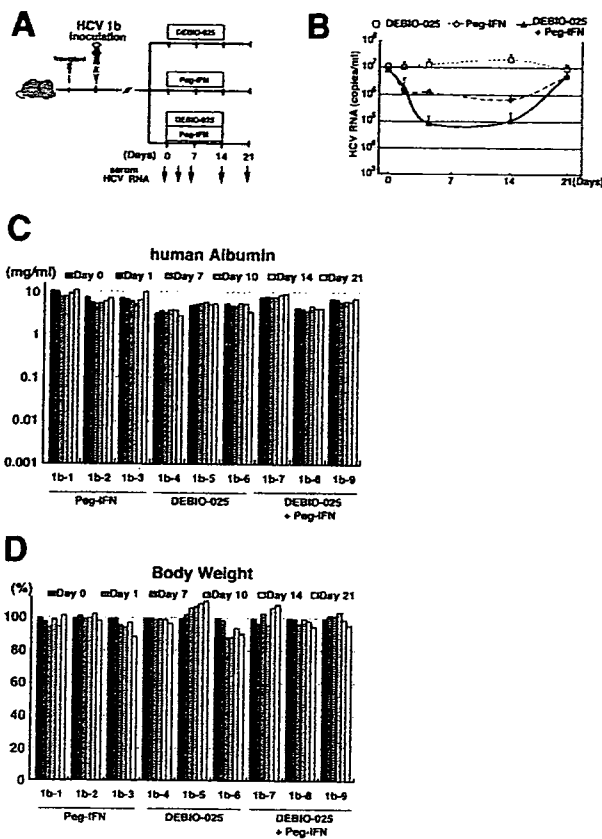 A
HCV 1b
inoculation
DEBIO-025
Peg-IFN
DEBIO-025
Peg-IFN
(Days) 0 7 14 21
serum
HCV RNA
B
DEBIO-025 Peg-IFN DEBIO-025
+ Peg-IFN
HCV RNA (copies/ml)
10⁸
10⁷
10⁶
10⁵
10⁴
10³
0 7 14 21(Days)
C
human Albumin
(mg/ml) Day 0 Day 1 Day 7 Day 10 Day 14 Day 21
10
1
0.1
0.01
0.001
1b-1 1b-2 1b-3 1b-4 1b-5 1b-6 1b-7 1b-8 1b-9
Peg-IFN DEBIO-025 DEBIO-025
+ Peg-IFN
D
Body Weight
(%) Day 0 Day 1 Day 7 Day 10 Day 14 Day 21
100
80
60
40
20
0
1b-1 1b-2 1b-3 1b-4 1b-5 1b-6 1b-7 1b-8 1b-9
Peg-IFN DEBIO-025 DEBIO-025
+ Peg-IFN